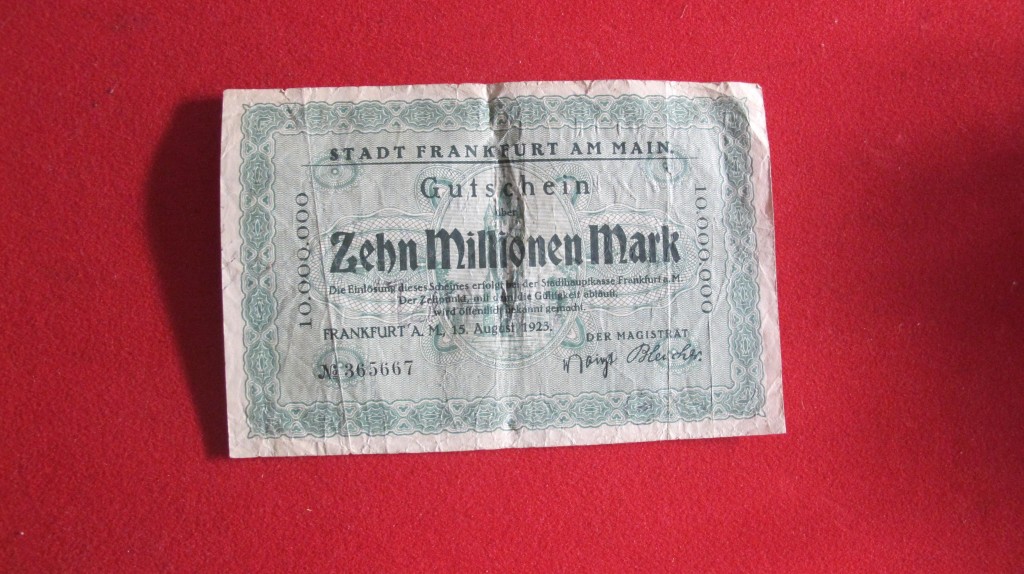 STADT FRANKFURT AM MAIN.
Gutschein
über
Zehn Millionen Mark
10.000.000
10.000.000
Die Einlösung dieses Scheines erfolgt an der Stadthauptkasse Frankfurt a. M.
Der Zeitpunkt, mit dem die Gültigkeit abläuft,
wird öffentlich bekannt gemacht.
FRANKFURT A. M., 15. August 1923.
DER MAGISTRAT
№ 365667